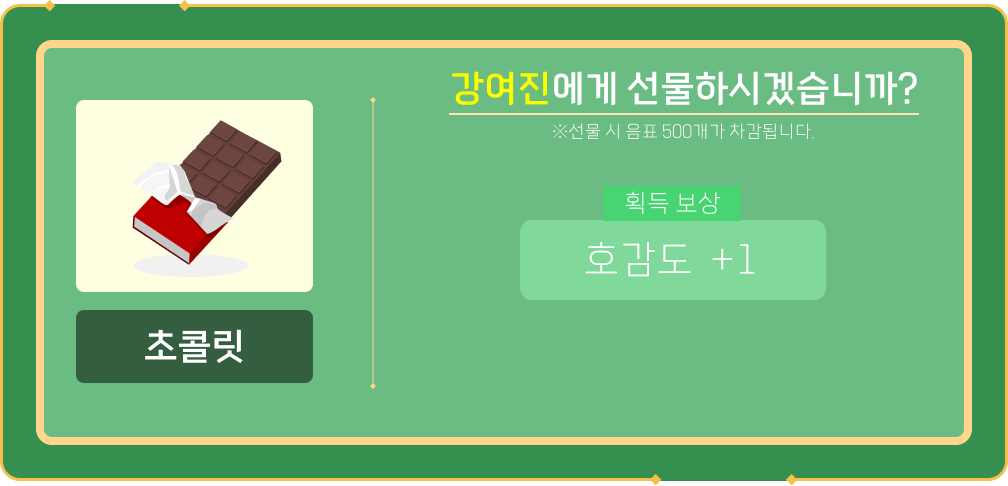 강여진에게 선물하시겠습니까?
※선물 시 음표 500개가 차감됩니다.
획득 보상
호감도 +1
초콜릿